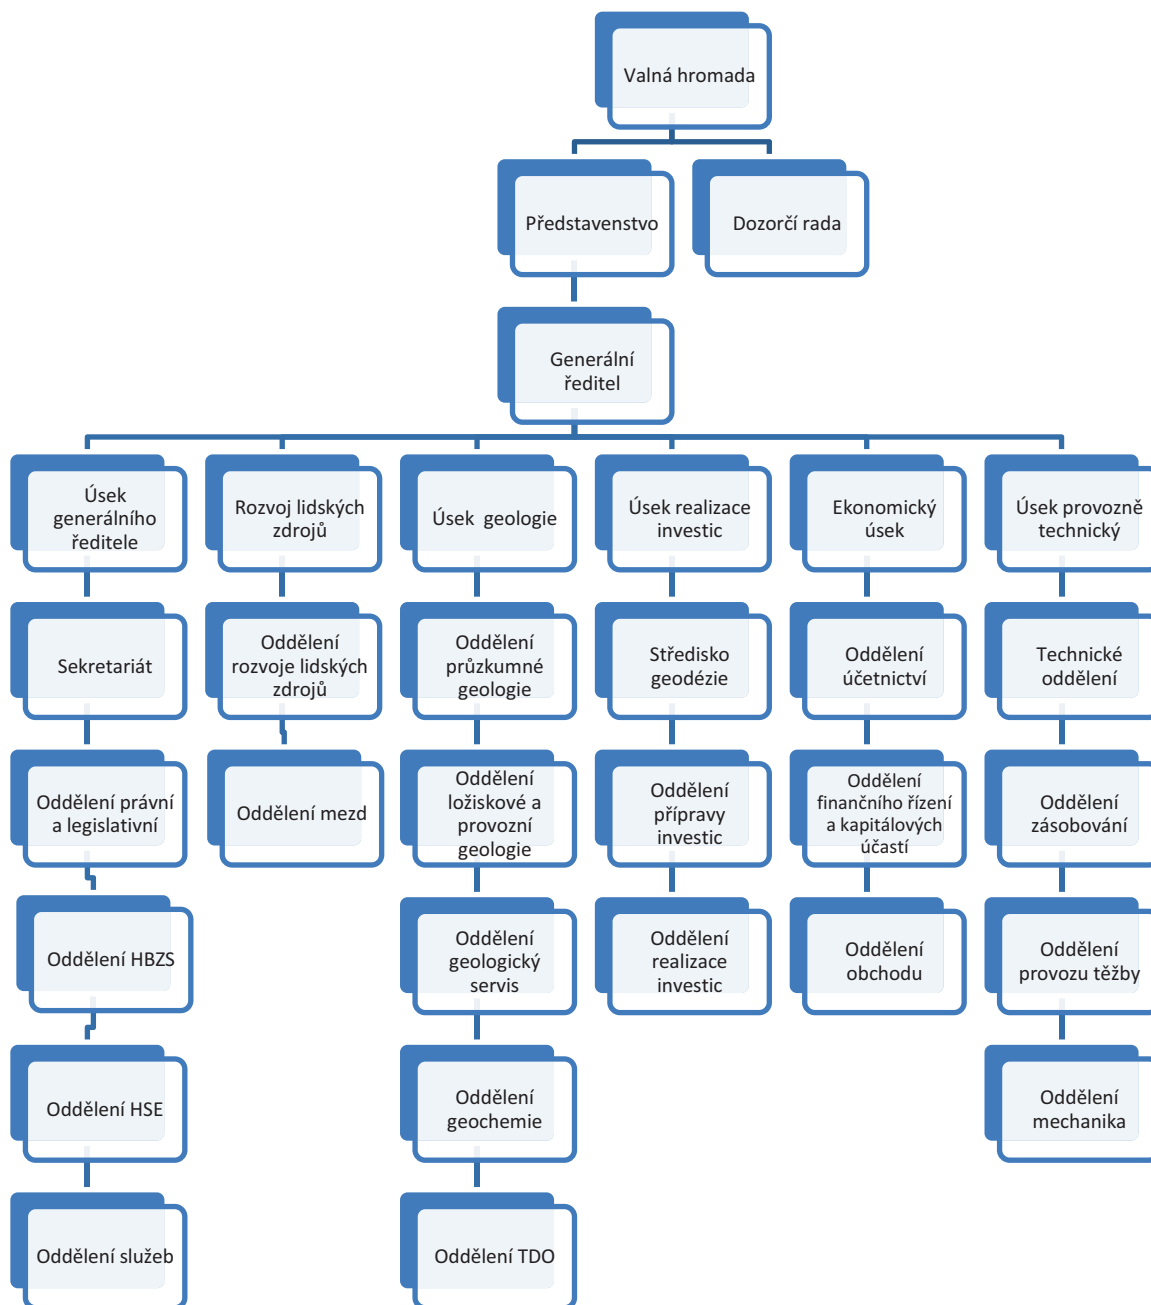 Valná hromada
Představenstvo
Dozorčí rada
Generální
ředitel
Úsek
generálního
ředitele
Rozvoj lidských
zdrojů
Úsek geologie
Úsek realizace
investic
Ekonomický
úsek
Úsek provozně
technický
Sekretariát
Oddělení
rozvoje lidských
zdrojů
Oddělení
průzkumné
geologie
Středisko
geodézie
Oddělení
účetnictví
Technické
oddělení
Oddělení právní
a legislativní
Oddělení mezd
Oddělení
ložiskové a
provozní
geologie
Oddělení
přípravy
investic
Oddělení
finančního řízení
a kapitálových
účastí
Oddělení
zásobování
Oddělení HBZS
Oddělení
geologický
servis
Oddělení
realizace
investic
Oddělení
obchodu
Oddělení
provozu těžby
Oddělení HSE
Oddělení
geochemie
Oddělení
mechanika
Oddělení služeb
Oddělení TDO